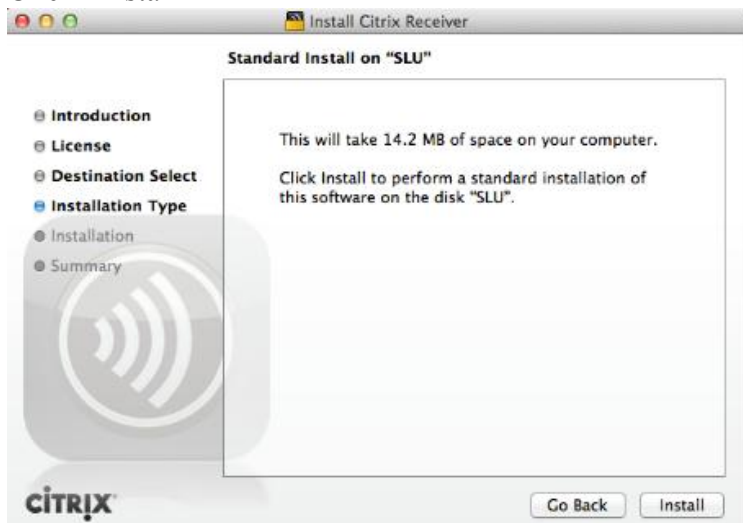 Install Citrix Receiver
Standard Install on "SLU"
Introduction
License
Destination Select
Installation Type
Installation
Summary
This will take 14.2 MB of space on your computer.
Click Install to perform a standard installation of
this software on the disk "SLU".
CİTRIX
Go Back
Install